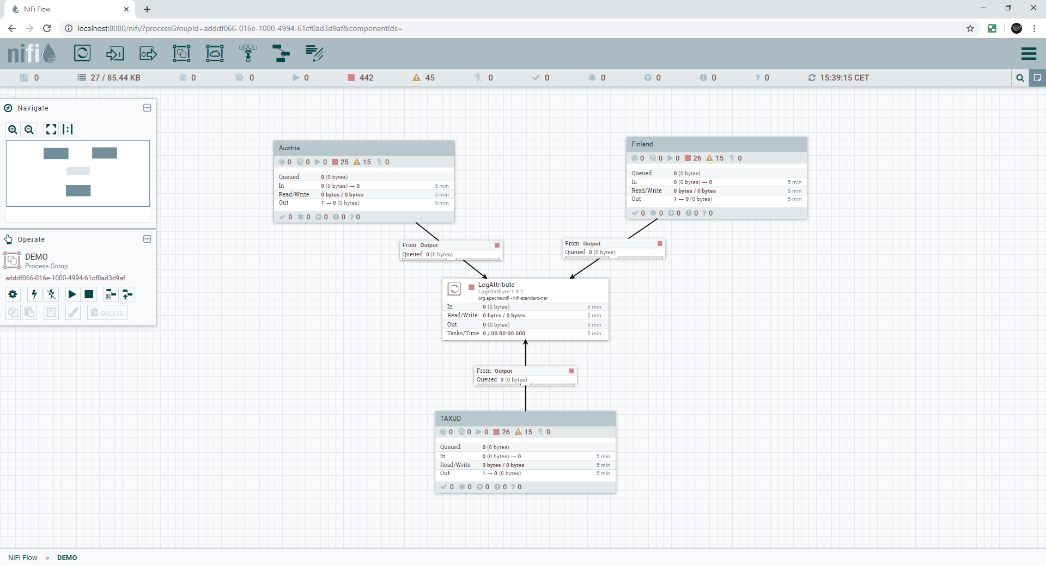 NiFi Flow
localhost:8080/nifi/?processGroupId=adddf066-016e-1000-4994-61cf0ad3d9af&componentIds=
nifi
0 27 / 85.44 KB 0 0 0 442 45 0 0 0 0 0 0 15:39:15 CET
Navigate
Operate
DEMO
Process Group
adddf066-016e-1000-4994-61cf0ad3d9af
DELETE
Austria
0 0 0 25 15 0
Queued 0 (0 bytes)
In 0 (0 bytes) → 0 5 min
Read/Write 0 bytes / 0 bytes 5 min
Out 1 → 0 (0 bytes) 5 min
0 0 0 0 0
Finland
0 0 0 26 15 0
Queued 0 (0 bytes)
In 0 (0 bytes) → 0 5 min
Read/Write 0 bytes / 0 bytes 5 min
Out 1 → 0 (0 bytes) 5 min
0 0 0 0 ? 0
From Output
Queued 0 (0 bytes)
From Output
Queued 0 (0 bytes)
LogAttribute
LogAttribute 1.9.2
org.apache.nifi - nifi-standard-nar
In 0 (0 bytes) 5 min
Read/Write 0 bytes / 0 bytes 5 min
Out 0 (0 bytes) 5 min
Tasks/Time 0 / 00:00:00.000 5 min
From Output
Queued 0 (0 bytes)
TAXUD
0 0 0 26 15 0
Queued 0 (0 bytes)
In 0 (0 bytes) → 0 5 min
Read/Write 0 bytes / 0 bytes 5 min
Out 1 → 0 (0 bytes) 5 min
0 0 0 0 ? 0
NiFi Flow » DEMO